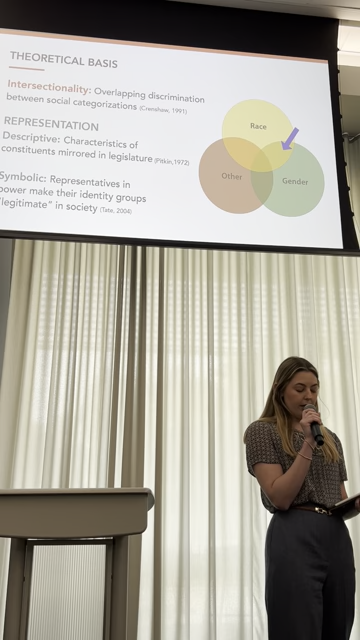 THEORETICAL BASIS
Intersectionality: Overlapping discrimination
between social categorizations (Crenshaw, 1991)
REPRESENTATION
Descriptive: Characteristics of
constituents mirrored in legislature (Pitkin,1972)
Symbolic: Representatives in
power make their identity groups
"legitimate" in society (Tate, 2004)
Race
Other
Gender